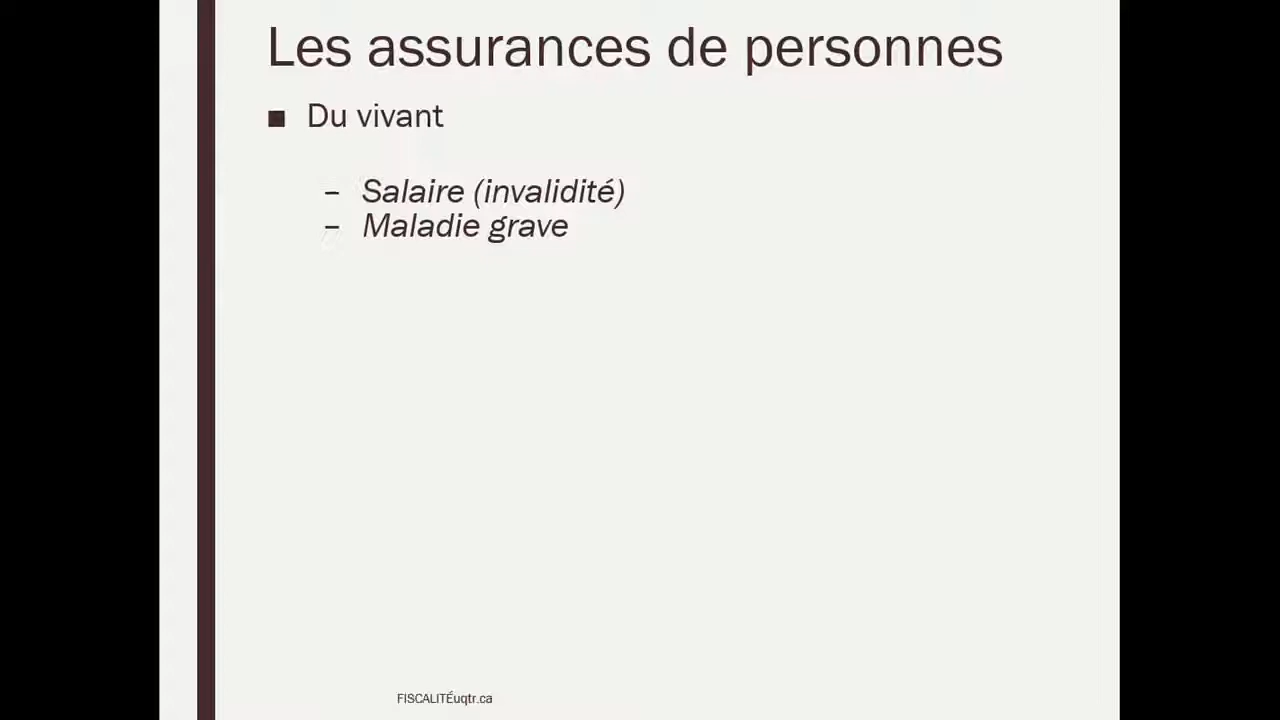 Les assurances de personnes
■ Du vivant
– Salaire (invalidité)
– Maladie grave
FISCALITÉuqtr.ca